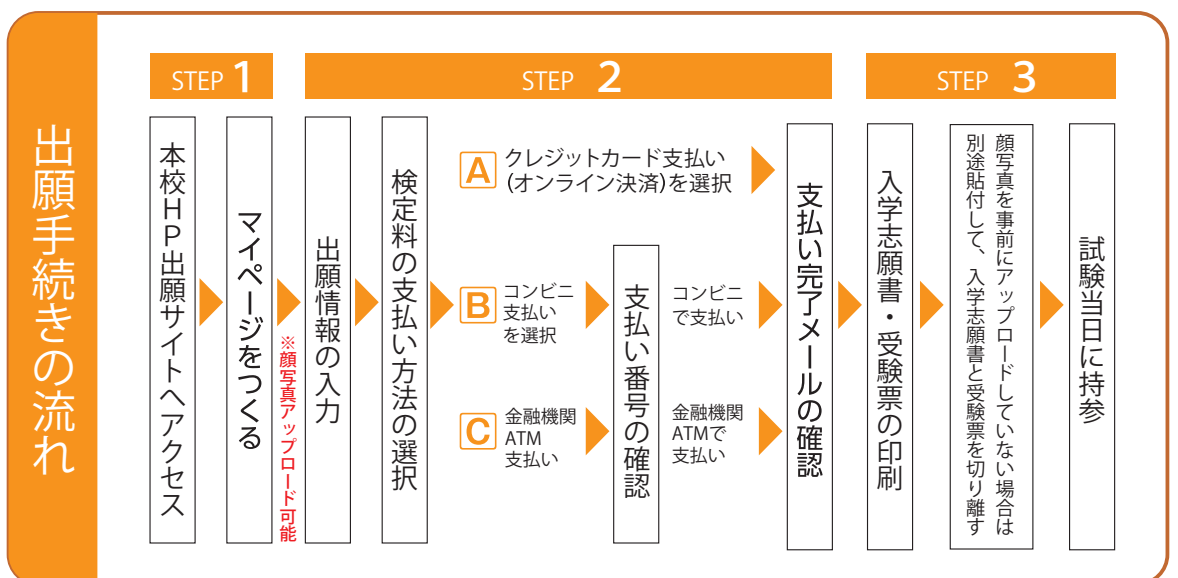 出願手続きの流れ
STEP 1
本校HP出願サイトへアクセス
マイページをつくる
※顔写真アップロード可能
STEP 2
出願情報の入力
検定料の支払い方法の選択
A クレジットカード支払い
(オンライン決済)を選択
B コンビニ
支払い
を選択
C 金融機関
ATM
支払い
支払い番号の確認
コンビニ
で支払い
金融機関
ATMで
支払い
支払い完了メールの確認
STEP 3
入学志願書・受験票の印刷
顔写真を事前にアップロードしていない場合は
別途貼付して、入学志願書と受験票を切り離す
試験当日に持参